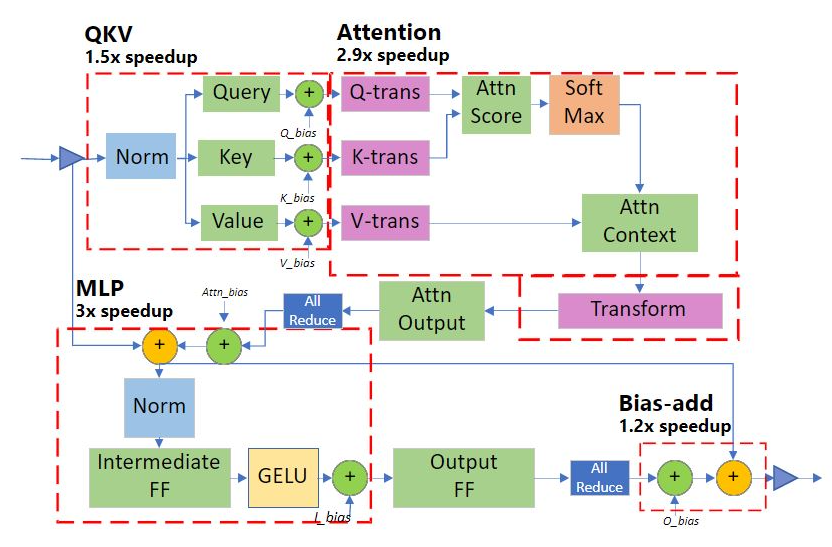 QKV
1.5x speedup
Attention
2.9x speedup
Query
+
Q-trans
Attn
Score
Soft
Max
Q_bias
Norm
Key
+
K-trans
K_bias
Value
+
V-trans
Attn
Context
V_bias
MLP
3x speedup
Attn_bias
All
Reduce
Attn
Output
Transform
+
+
Norm
Bias-add
1.2x speedup
Intermediate
FF
GELU
+
Output
FF
All
Reduce
+
+
I_bias
O_bias